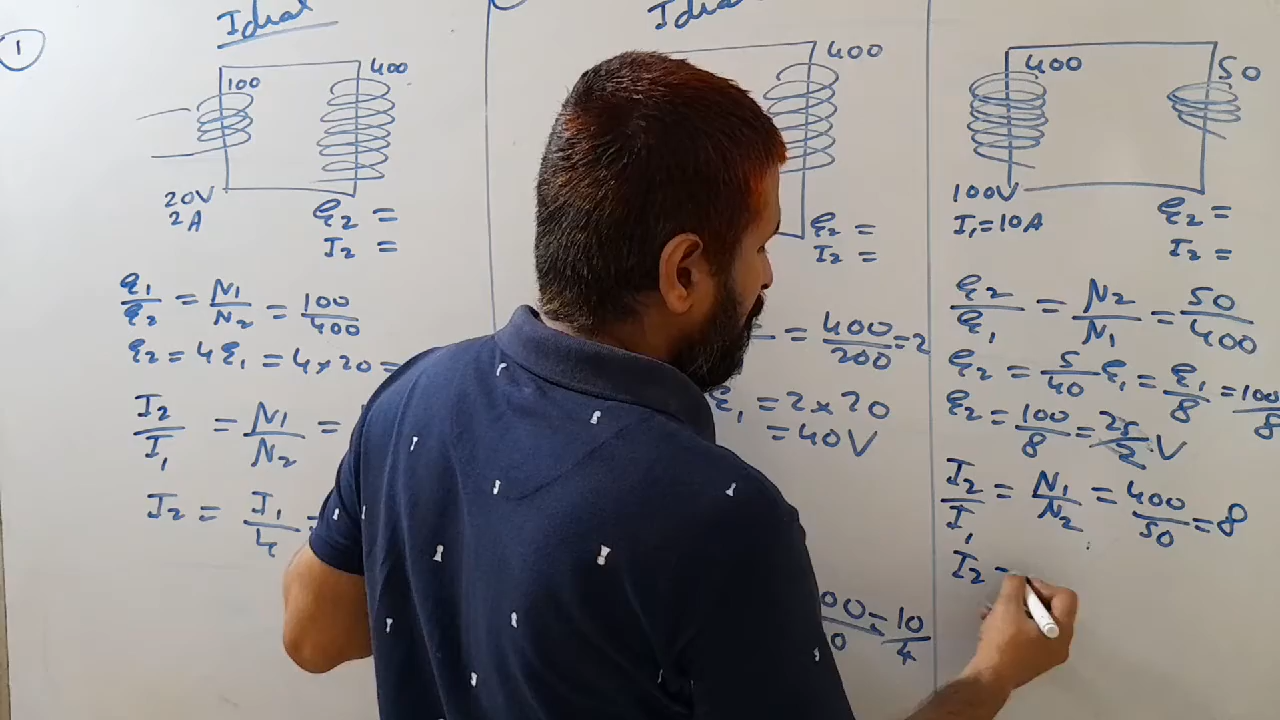 1
Ideal
100
400
20V
2A
ε2 =
I2 =
ε1/ε2 = N1/N2 = 100/400
ε2 = 4ε1 = 4×20 =
I2/I1 = N1/N2 =
I2 = I1/4 =
Ideal
400
ε2 =
I2 =
= 400/200 = 2
ε1 = 2×20
= 40V
= 10/4
400
50
100V
I1 = 10A
ε2 =
I2 =
ε2/ε1 = N2/N1 = 50/400
ε2 = 5/40 ε1 = ε1/8 = 100/8
ε2 = 100/8 = 25/2 V
I2/I1 = N1/N2 = 400/50 = 8
I2 =